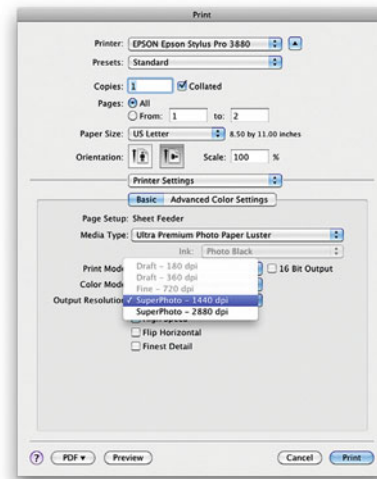 Print
Printer: EPSON Epson Stylus Pro 3880
Presets: Standard
Copies: 1 Collated
Pages: All
From: 1 to: 2
Paper Size: US Letter 8.50 by 11.00 inches
Orientation: Scale: 100 %
Printer Settings
Basic Advanced Color Settings
Page Setup: Sheet Feeder
Media Type: Ultra Premium Photo Paper Luster
Ink: Photo Black
Print Mod 16 Bit Output
Color Mod
Output Resolution
Draft – 180 dpi
Draft – 360 dpi
Fine – 720 dpi
✓ SuperPhoto – 1440 dpi
SuperPhoto – 2880 dpi
High Speed
Flip Horizontal
Finest Detail
? PDF ▾ Preview Cancel Print